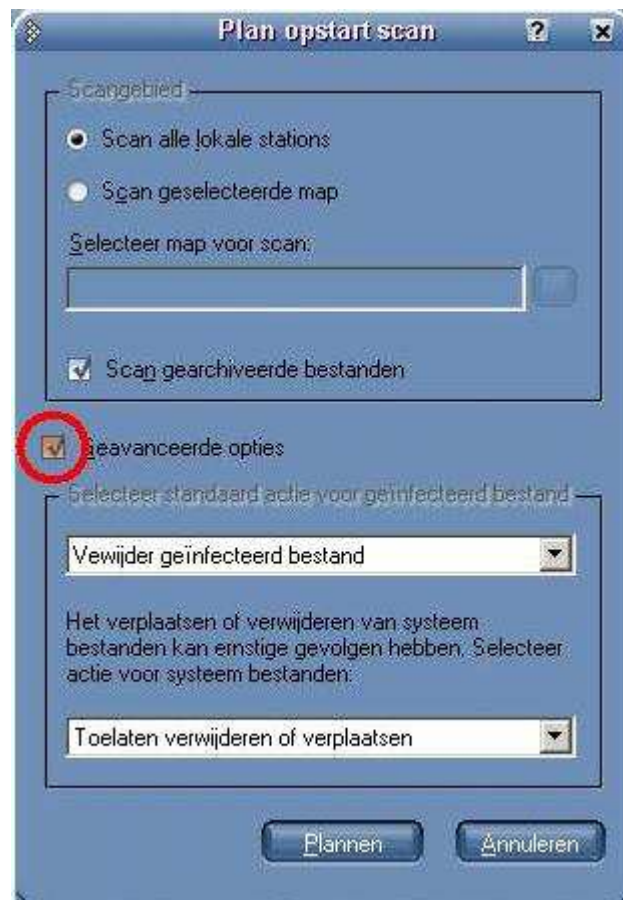 Plan opstart scan
Scangebied
Scan alle lokale stations
Scan geselecteerde map
Selecteer map voor scan:
Scan gearchiveerde bestanden
Geavanceerde opties
Selecteer standaard actie voor geïnfecteerd bestand
Vewijder geïnfecteerd bestand
Het verplaatsen of verwijderen van systeem
bestanden kan ernstige gevolgen hebben. Selecteer
actie voor systeem bestanden:
Toelaten verwijderen of verplaatsen
Plannen
Annuleren